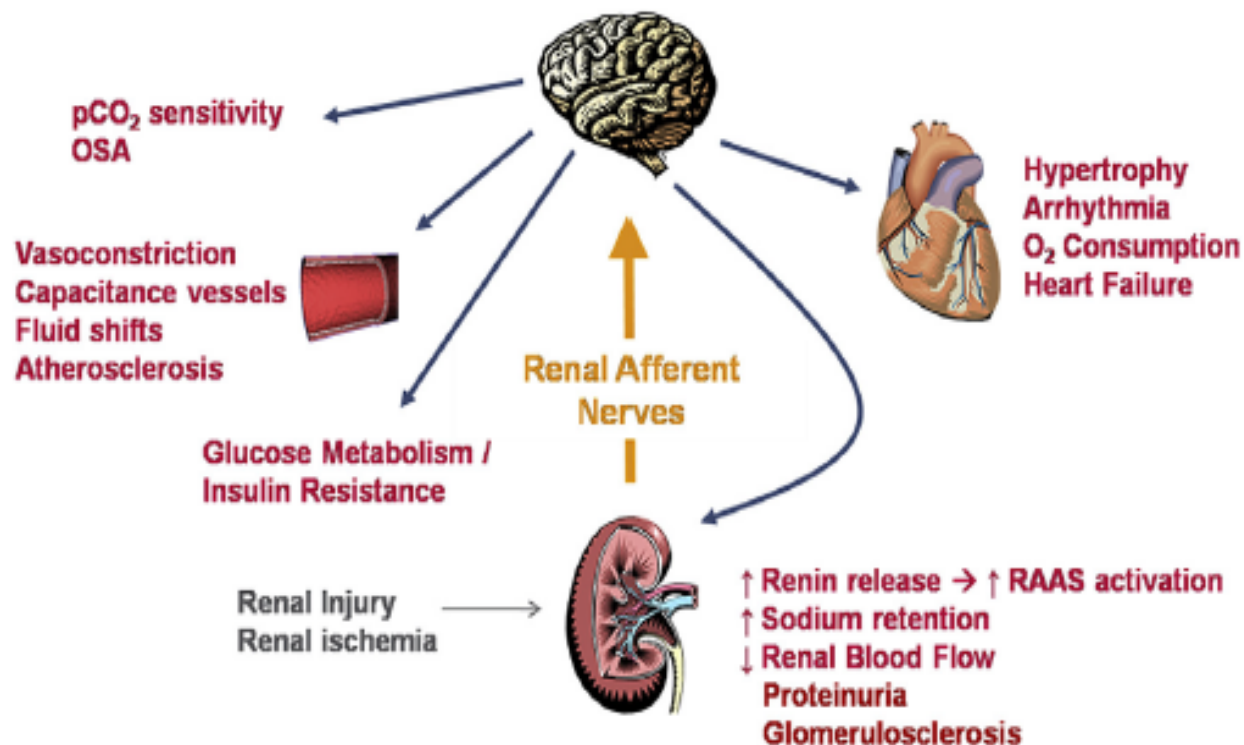 pCO₂ sensitivity
OSA
Hypertrophy
Arrhythmia
O₂ Consumption
Heart Failure
Vasoconstriction
Capacitance vessels
Fluid shifts
Atherosclerosis
Renal Afferent
Nerves
Glucose Metabolism /
Insulin Resistance
Renal Injury
Renal ischemia
↑ Renin release → ↑ RAAS activation
↑ Sodium retention
↓ Renal Blood Flow
Proteinuria
Glomerulosclerosis